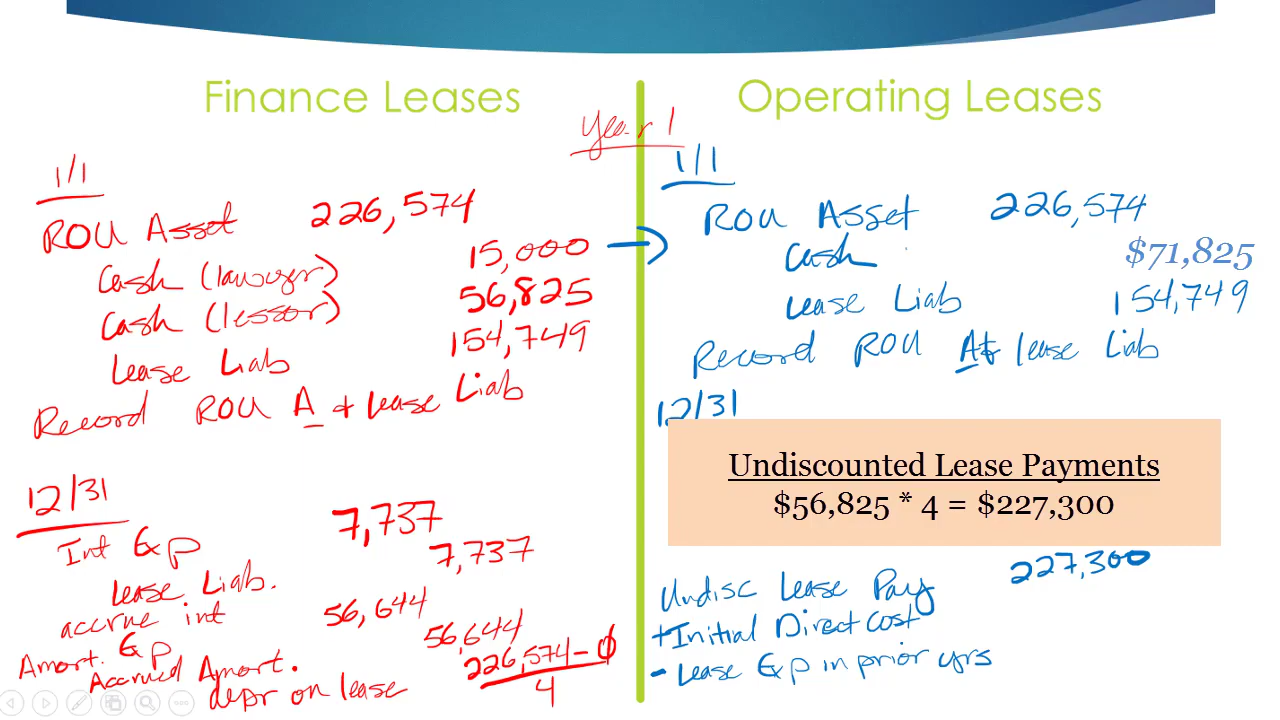 Finance Leases
Operating Leases
Year 1
1/1
ROU Asset 226,574
Cash (lawyer) 15,000
Cash (lessor) 56,825
Lease Liab 154,749
Record ROU A + Lease Liab
12/31
Int Exp 7,737
Lease Liab. 7,737
accrue int
Amort. Exp 56,644
Accrued Amort. 56,644
depr on lease
226,574 - 0
4
1/1
ROU Asset 226,574
Cash $71,825
Lease Liab 154,749
Record ROU A + lease Liab
12/31
Undiscounted Lease Payments
$56,825 * 4 = $227,300
Undisc Lease Pay 227,300
+Initial Direct Cost
- Lease Exp in prior yrs